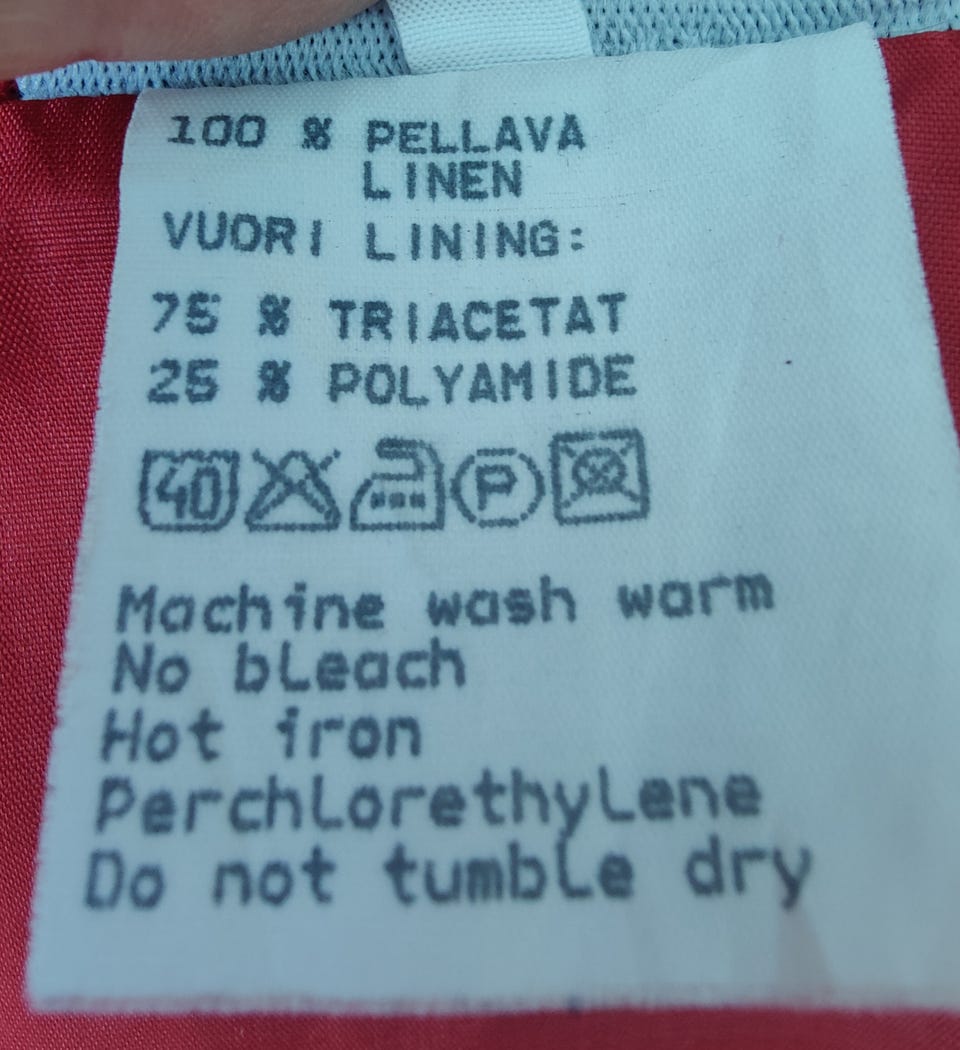 100 % PELLAVA
LINEN
VUORI LINING:
75 % TRIACETAT
25 % POLYAMIDE
40 P
Machine wash warm
No bleach
Hot iron
Perchlorethylene
Do not tumble dry